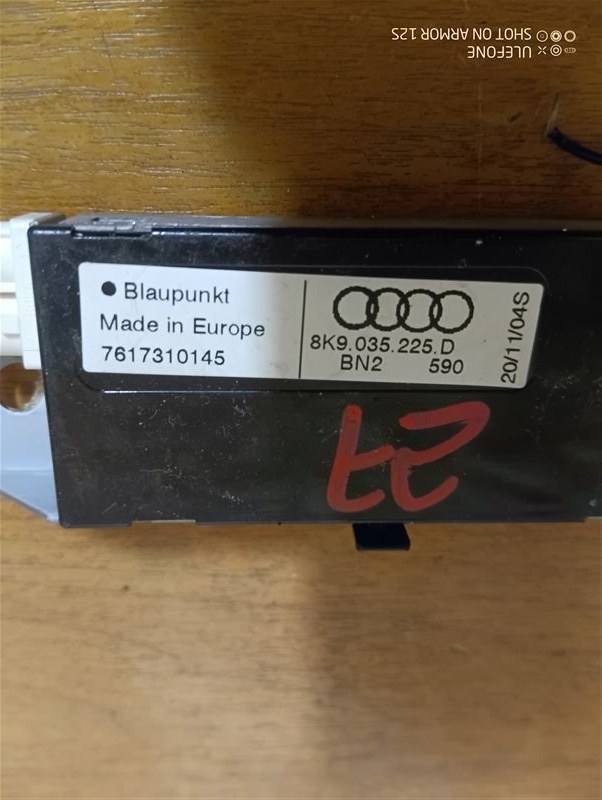 ULEFONE
SHOT ON ARMOR 12S
Blaupunkt
Made in Europe
7617310145
8K9.035.225.D
BN2 590
20/11/04S
27